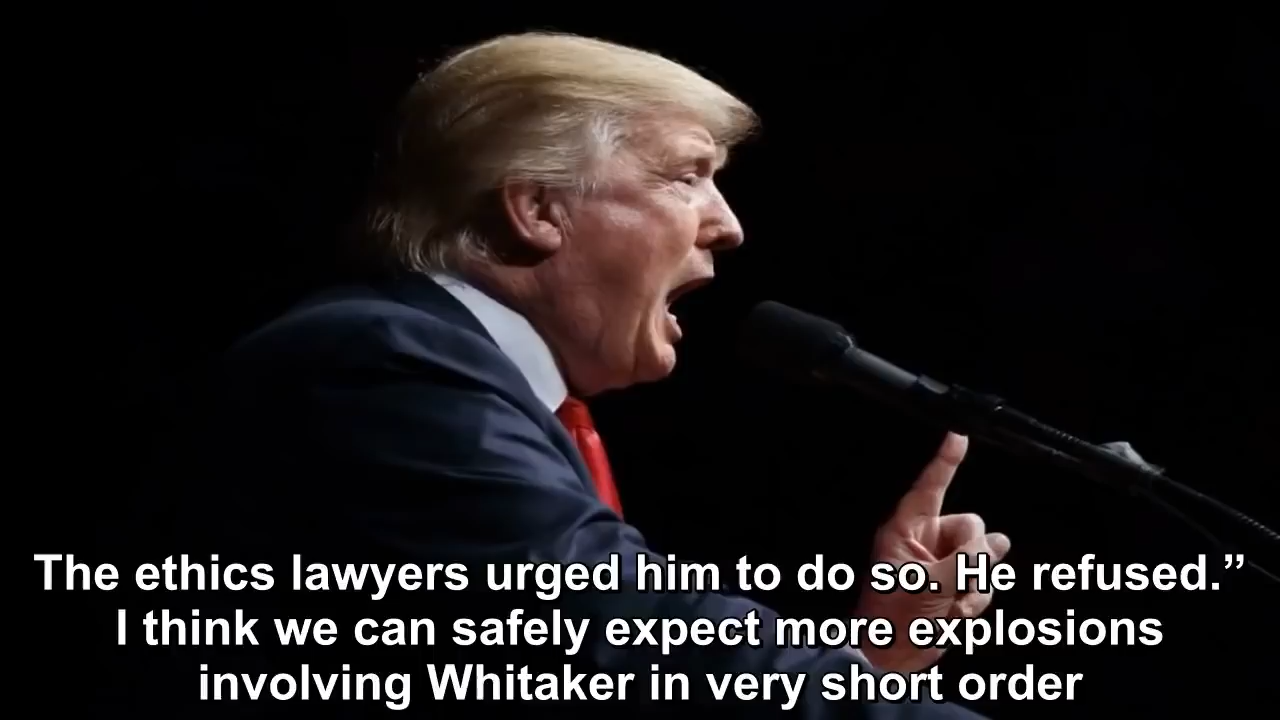 The ethics lawyers urged him to do so. He refused.”
I think we can safely expect more explosions
involving Whitaker in very short order